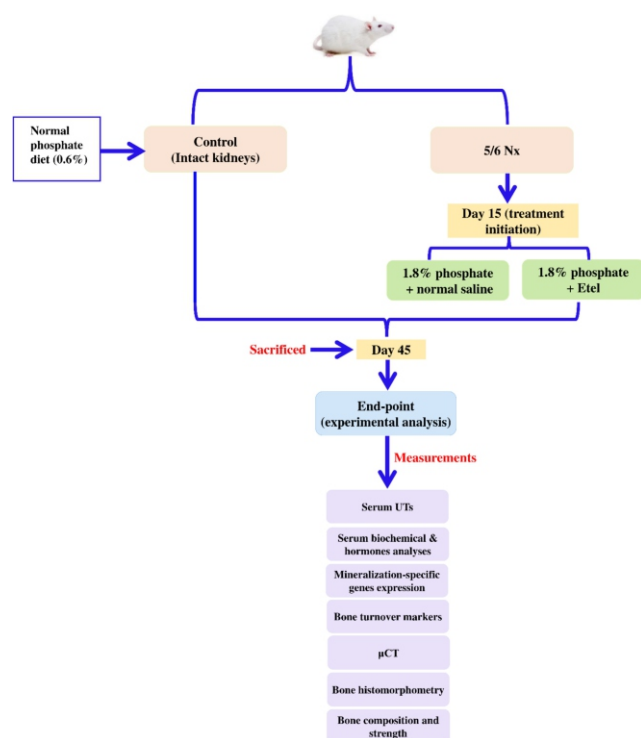 Normal
phosphate
diet (0.6%)
Control
(Intact kidneys)
5/6 Nx
Day 15 (treatment
initiation)
1.8% phosphate
+ normal saline
1.8% phosphate
+ Etel
Sacrificed
Day 45
End-point
(experimental analysis)
Measurements
Serum UTs
Serum biochemical &
hormones analyses
Mineralization-specific
genes expression
Bone turnover markers
μCT
Bone histomorphometry
Bone composition and
strength